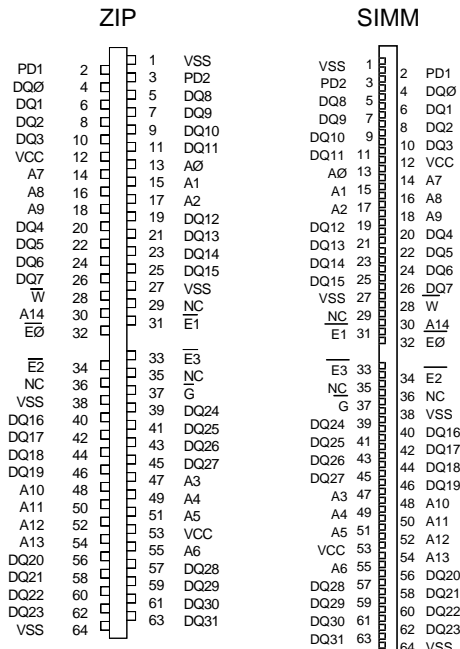 ZIP
PD1 2
DQØ 4
DQ1 6
DQ2 8
DQ3 10
VCC 12
A7 14
A8 16
A9 18
DQ4 20
DQ5 22
DQ6 24
DQ7 26
W̅ 28
A14 30
E̅Ø̅ 32
E̅2̅ 34
NC 36
VSS 38
DQ16 40
DQ17 42
DQ18 44
DQ19 46
A10 48
A11 50
A12 52
A13 54
DQ20 56
DQ21 58
DQ22 60
DQ23 62
VSS 64
1 VSS
3 PD2
5 DQ8
7 DQ9
9 DQ10
11 DQ11
13 AØ
15 A1
17 A2
19 DQ12
21 DQ13
23 DQ14
25 DQ15
27 VSS
29 NC
31 E̅1̅
33 E̅3̅
35 NC
37 G̅
39 DQ24
41 DQ25
43 DQ26
45 DQ27
47 A3
49 A4
51 A5
53 VCC
55 A6
57 DQ28
59 DQ29
61 DQ30
63 DQ31
SIMM
VSS 1
PD2 3
DQ8 5
DQ9 7
DQ10 9
DQ11 11
AØ 13
A1 15
A2 17
DQ12 19
DQ13 21
DQ14 23
DQ15 25
VSS 27
NC 29
E̅1̅ 31
E̅3̅ 33
NC 35
G̅ 37
DQ24 39
DQ25 41
DQ26 43
DQ27 45
A3 47
A4 49
A5 51
VCC 53
A6 55
DQ28 57
DQ29 59
DQ30 61
DQ31 63
2 PD1
4 DQØ
6 DQ1
8 DQ2
10 DQ3
12 VCC
14 A7
16 A8
18 A9
20 DQ4
22 DQ5
24 DQ6
26 DQ7
28 W̅
30 A14
32 E̅Ø̅
34 E̅2̅
36 NC
38 VSS
40 DQ16
42 DQ17
44 DQ18
46 DQ19
48 A10
50 A11
52 A12
54 A13
56 DQ20
58 DQ21
60 DQ22
62 DQ23
64 VSS